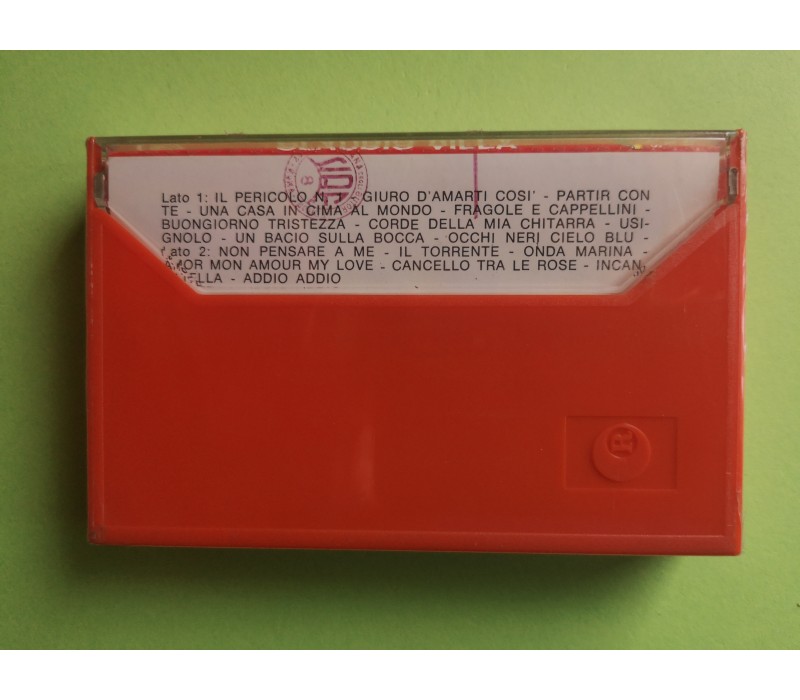 CLAUDIO VILLA
Lato 1: IL PERICOLO N. GIURO D'AMARTI COSI' - PARTIR CON
TE - UNA CASA IN CIMA AL MONDO - FRAGOLE E CAPPELLINI -
BUONGIORNO TRISTEZZA - CORDE DELLA MIA CHITARRA - USI-
GNOLO - UN BACIO SULLA BOCCA - OCCHI NERI CIELO BLU -
Lato 2: NON PENSARE A ME - IL TORRENTE - ONDA MARINA -
AMOR MON AMOUR MY LOVE - CANCELLO TRA LE ROSE - INCAN
ELLA - ADDIO ADDIO
R